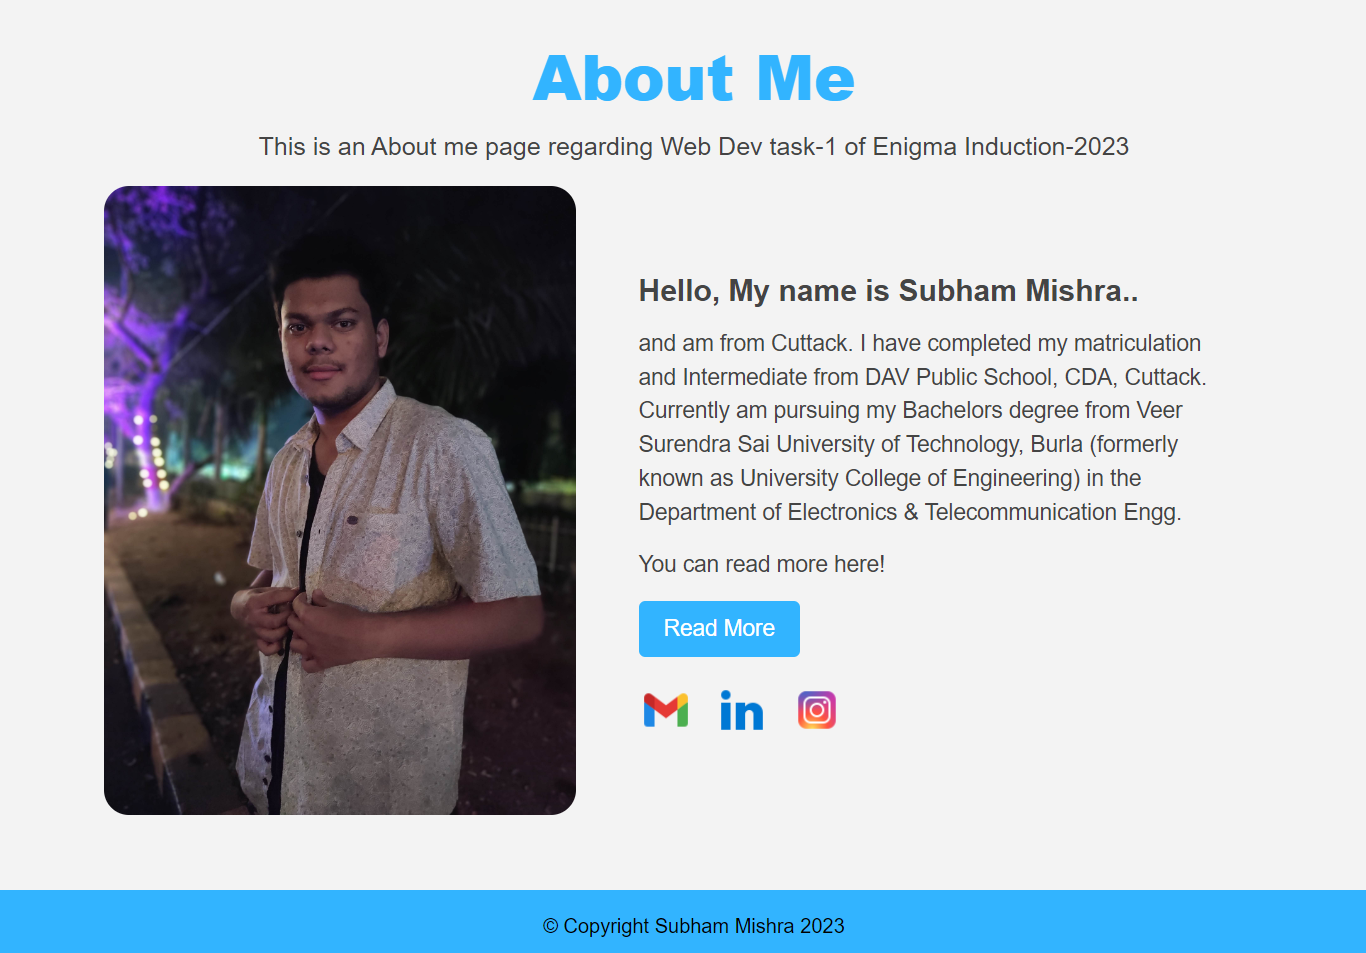 About Me
This is an About me page regarding Web Dev task-1 of Enigma Induction-2023
Hello, My name is Subham Mishra..
and am from Cuttack. I have completed my matriculation
and Intermediate from DAV Public School, CDA, Cuttack.
Currently am pursuing my Bachelors degree from Veer
Surendra Sai University of Technology, Burla (formerly
known as University College of Engineering) in the
Department of Electronics & Telecommunication Engg.
You can read more here!
Read More
in
© Copyright Subham Mishra 2023